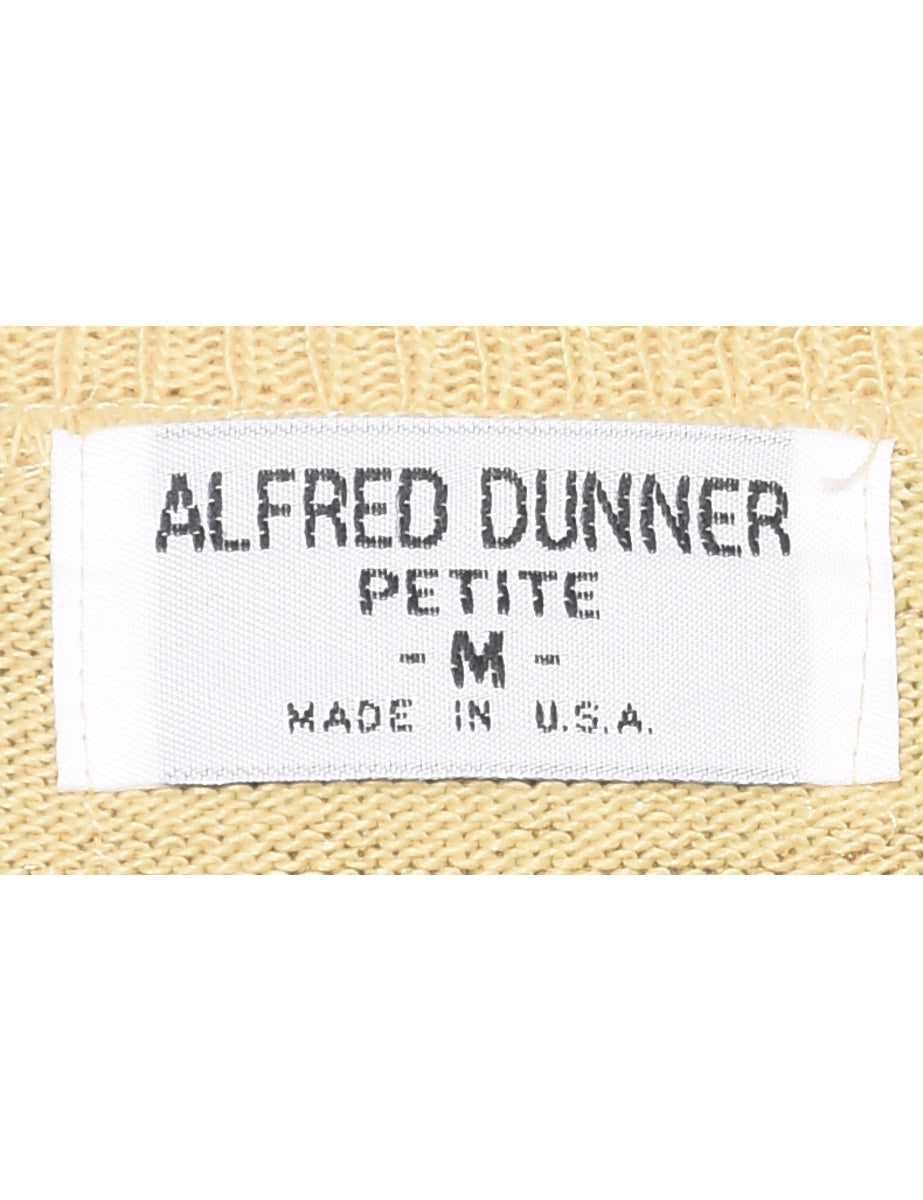 ALFRED DUNNER
PETITE
- M -
MADE IN U.S.A.